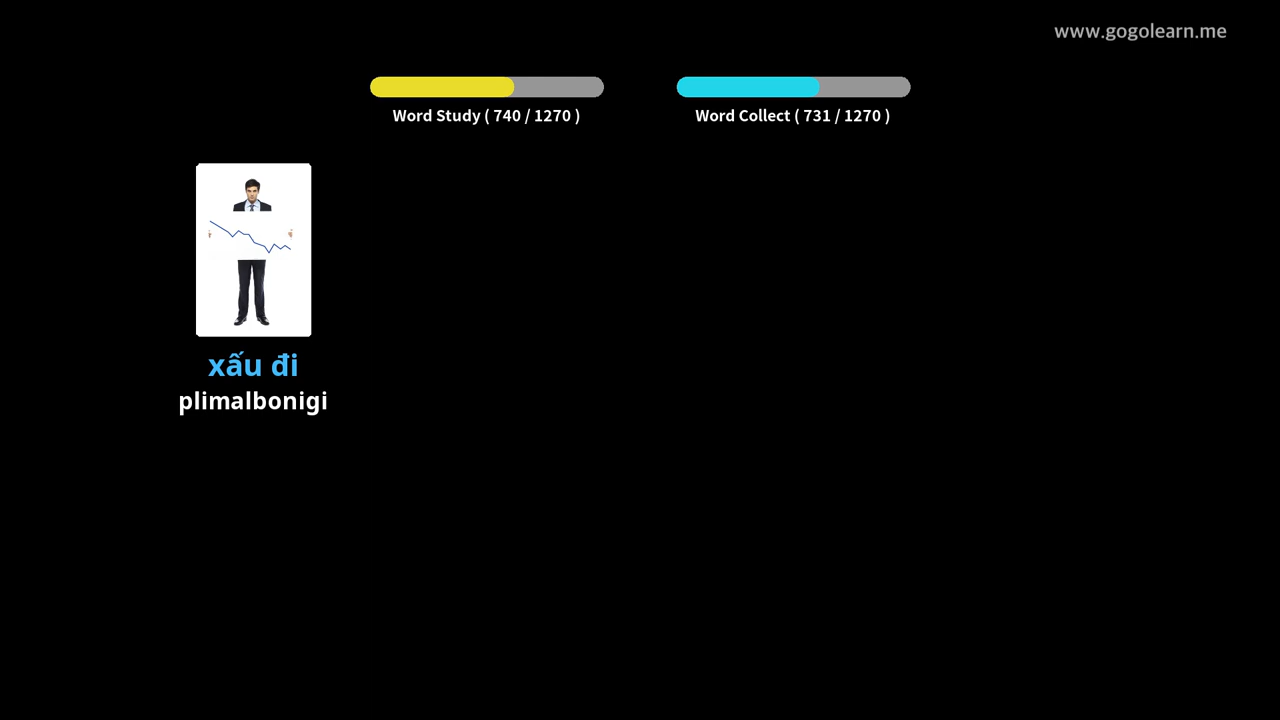 www.gogolearn.me
Word Study ( 740 / 1270 )
Word Collect ( 731 / 1270 )
xấu đi
plimalbonigi